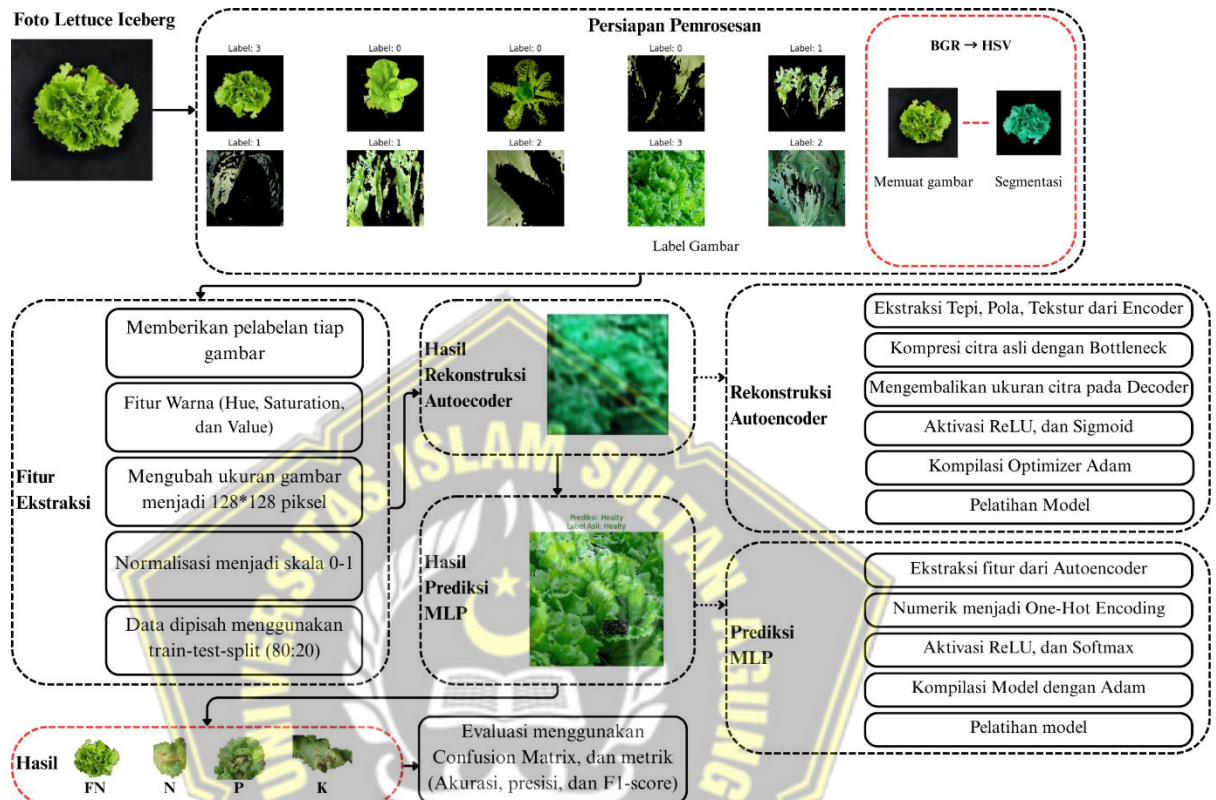 Foto Lettuce Iceberg
Persiapan Pemrosesan
Label: 3
Label: 0
Label: 0
Label: 0
Label: 1
Label: 1
Label: 1
Label: 2
Label: 3
Label: 2
Label Gambar
BGR → HSV
Memuat gambar
Segmentasi
Fitur
Ekstraksi
Memberikan pelabelan tiap
gambar
Fitur Warna (Hue, Saturation,
dan Value)
Mengubah ukuran gambar
menjadi 128*128 piksel
Normalisasi menjadi skala 0-1
Data dipisah menggunakan
train-test-split (80:20)
Hasil
Rekonstruksi
Autoecoder
Rekonstruksi
Autoencoder
Ekstraksi Tepi, Pola, Tekstur dari Encoder
Kompresi citra asli dengan Bottleneck
Mengembalikan ukuran citra pada Decoder
Aktivasi ReLU, dan Sigmoid
Kompilasi Optimizer Adam
Pelatihan Model
Hasil
Prediksi
MLP
Prediksi: Healty
Label Asli: Healty
Prediksi
MLP
Ekstraksi fitur dari Autoencoder
Numerik menjadi One-Hot Encoding
Aktivasi ReLU, dan Softmax
Kompilasi Model dengan Adam
Pelatihan model
Hasil
FN
N
P
K
Evaluasi menggunakan
Confusion Matrix, dan metrik
(Akurasi, presisi, dan F1-score)
UNIVERSITAS ISLAM SULTAN AGUNG